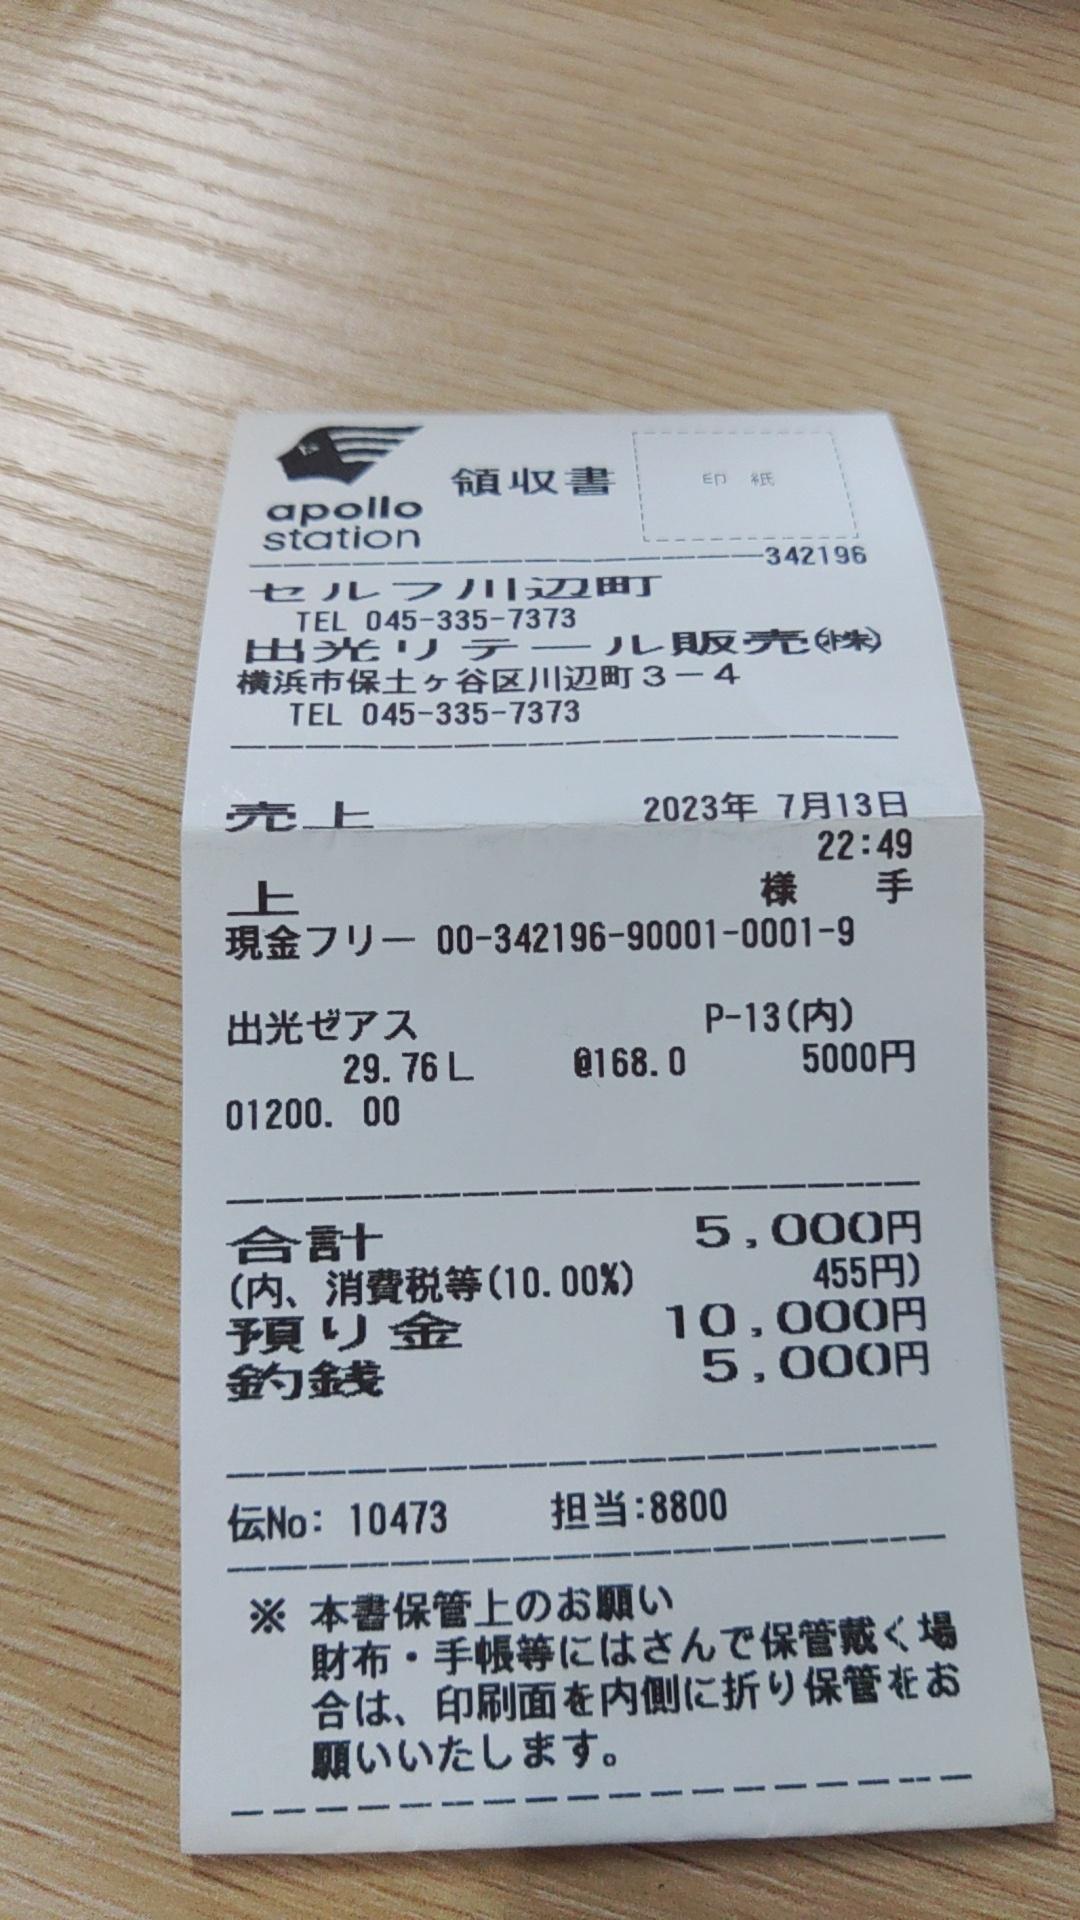 apollo
station
領収書
印 紙
342196
セルフ川辺町
TEL 045-335-7373
出光リテール販売㈱
横浜市保土ヶ谷区川辺町3-4
TEL 045-335-7373
売上 2023年 7月13日
22:49
上 様 手
現金フリー 00-342196-90001-0001-9
出光ゼアス P-13(内)
29.76L @168.0 5000円
01200. 00
合計 5,000円
(内、消費税等(10.00%) 455円)
預り金 10,000円
釣銭 5,000円
伝No: 10473 担当:8800
※ 本書保管上のお願い
財布・手帳等にはさんで保管戴く場
合は、印刷面を内側に折り保管をお
願いいたします。